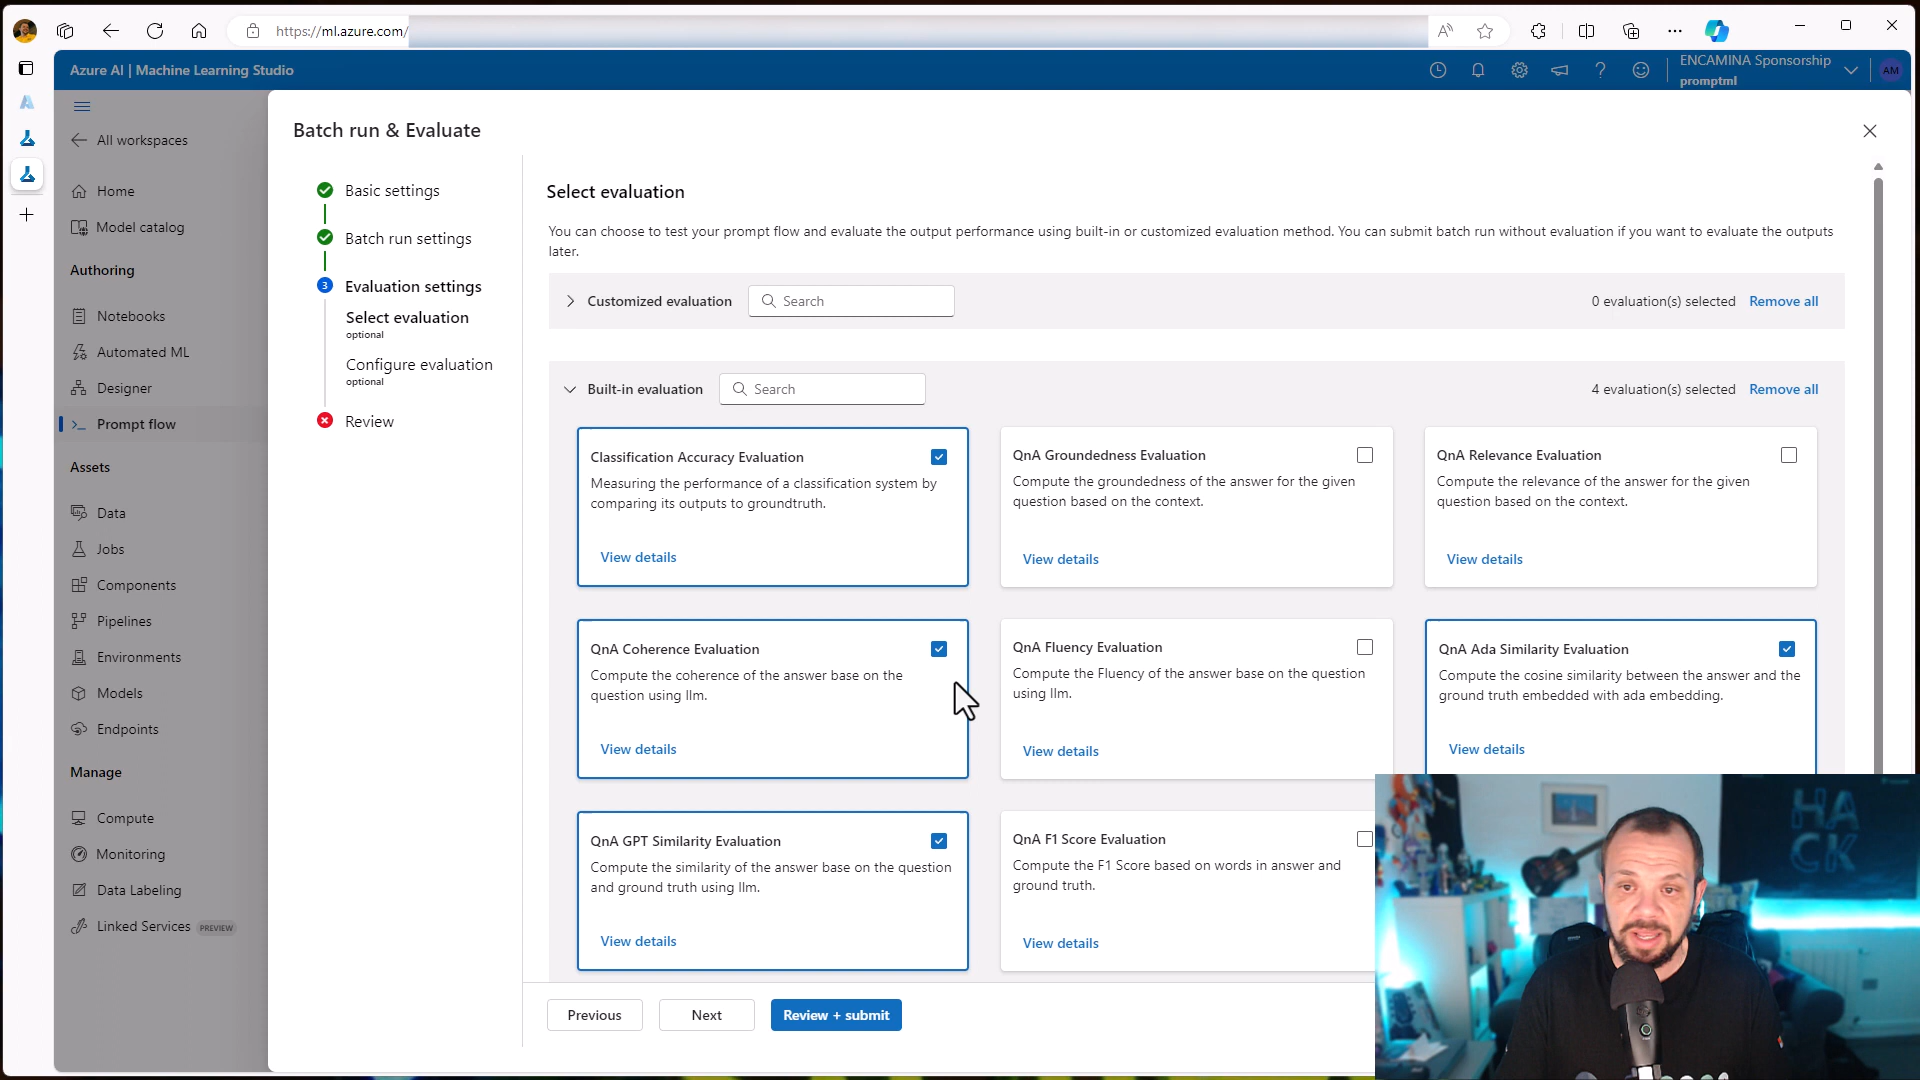 https://ml.azure.com/
Azure AI | Machine Learning Studio
ENCAMINA Sponsorship
promptml
AM
All workspaces
Home
Model catalog
Authoring
Notebooks
Automated ML
Designer
Prompt flow
Assets
Data
Jobs
Components
Pipelines
Environments
Models
Endpoints
Manage
Compute
Monitoring
Data Labeling
Linked Services PREVIEW
Batch run & Evaluate
Basic settings
Batch run settings
3 Evaluation settings
Select evaluation
optional
Configure evaluation
optional
Review
Select evaluation
You can choose to test your prompt flow and evaluate the output performance using built-in or customized evaluation method. You can submit batch run without evaluation if you want to evaluate the outputs
later.
Customized evaluation Search 0 evaluation(s) selected Remove all
Built-in evaluation Search 4 evaluation(s) selected Remove all
Classification Accuracy Evaluation
Measuring the performance of a classification system by
comparing its outputs to groundtruth.
View details
QnA Groundedness Evaluation
Compute the groundedness of the answer for the given
question based on the context.
View details
QnA Relevance Evaluation
Compute the relevance of the answer for the given
question based on the context.
View details
QnA Coherence Evaluation
Compute the coherence of the answer base on the
question using llm.
View details
QnA Fluency Evaluation
Compute the Fluency of the answer base on the question
using llm.
View details
QnA Ada Similarity Evaluation
Compute the cosine similarity between the answer and the
ground truth embedded with ada embedding.
View details
QnA GPT Similarity Evaluation
Compute the similarity of the answer base on the question
and ground truth using llm.
View details
QnA F1 Score Evaluation
Compute the F1 Score based on words in answer and
ground truth.
View details
Previous
Next
Review + submit
HA
CK